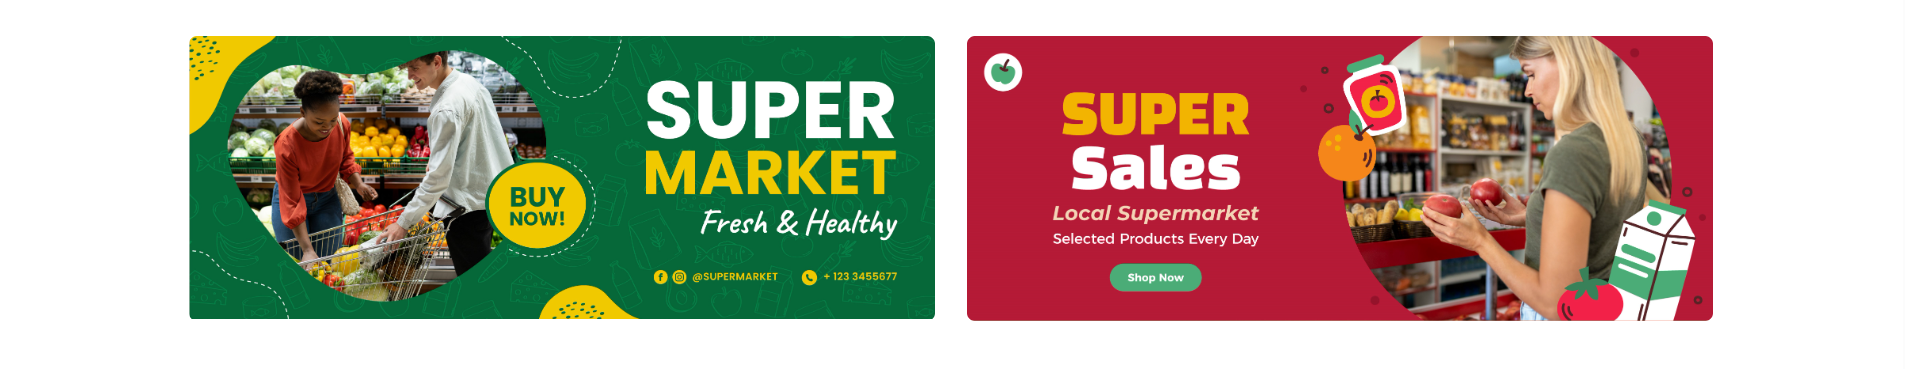 SUPER
MARKET
Fresh & Healthy
BUY
NOW!
@SUPERMARKET
+ 123 3455677
SUPER
Sales
Local Supermarket
Selected Products Every Day
Shop Now